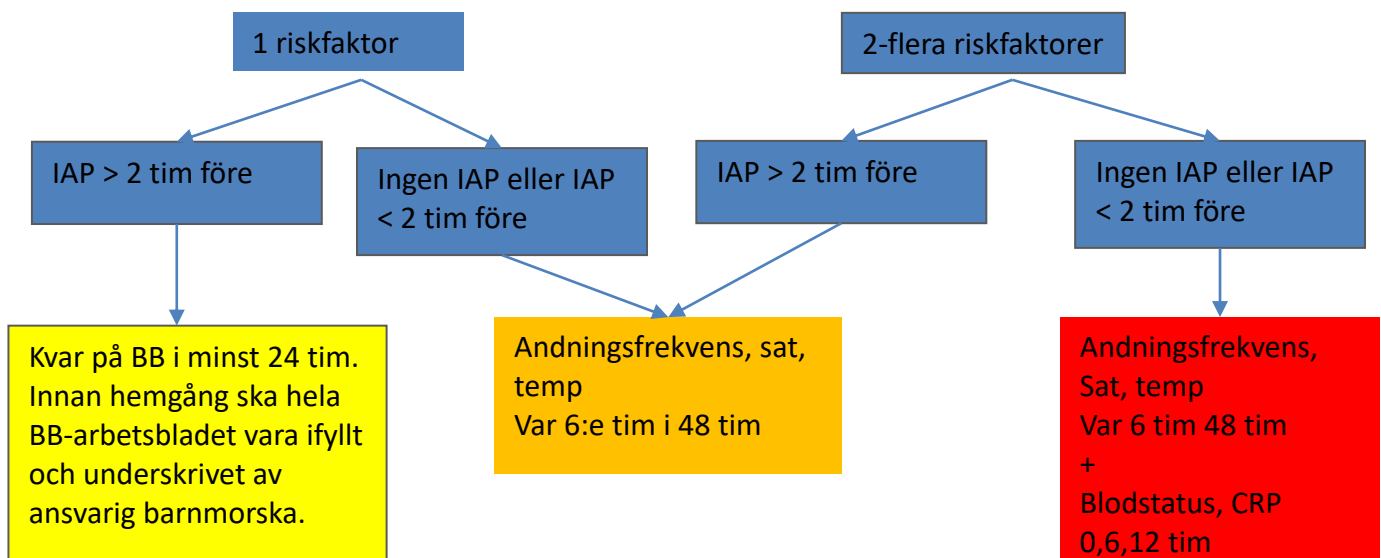 1 riskfaktor
2-flera riskfaktorer
IAP > 2 tim före
Ingen IAP eller IAP
< 2 tim före
IAP > 2 tim före
Ingen IAP eller IAP
< 2 tim före
Kvar på BB i minst 24 tim.
Innan hemgång ska hela
BB-arbetsbladet vara ifyllt
och underskrivet av
ansvarig barnmorska.
Andningsfrekvens, sat,
temp
Var 6:e tim i 48 tim
Andningsfrekvens,
Sat, temp
Var 6 tim 48 tim
+
Blodstatus, CRP
0,6,12 tim